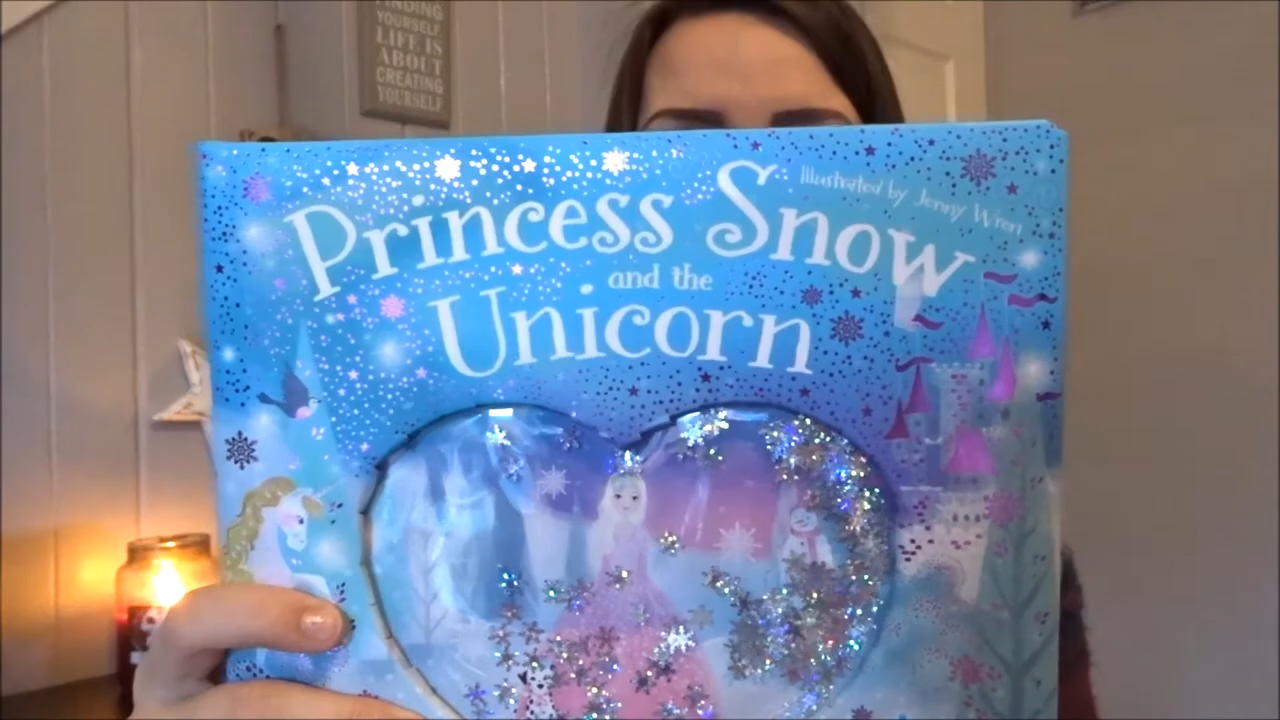 FINDING
YOURSELF
LIFE IS
ABOUT
CREATING
YOURSELF
Illustrated by Jenny Wren
Princess Snow
and the
Unicorn